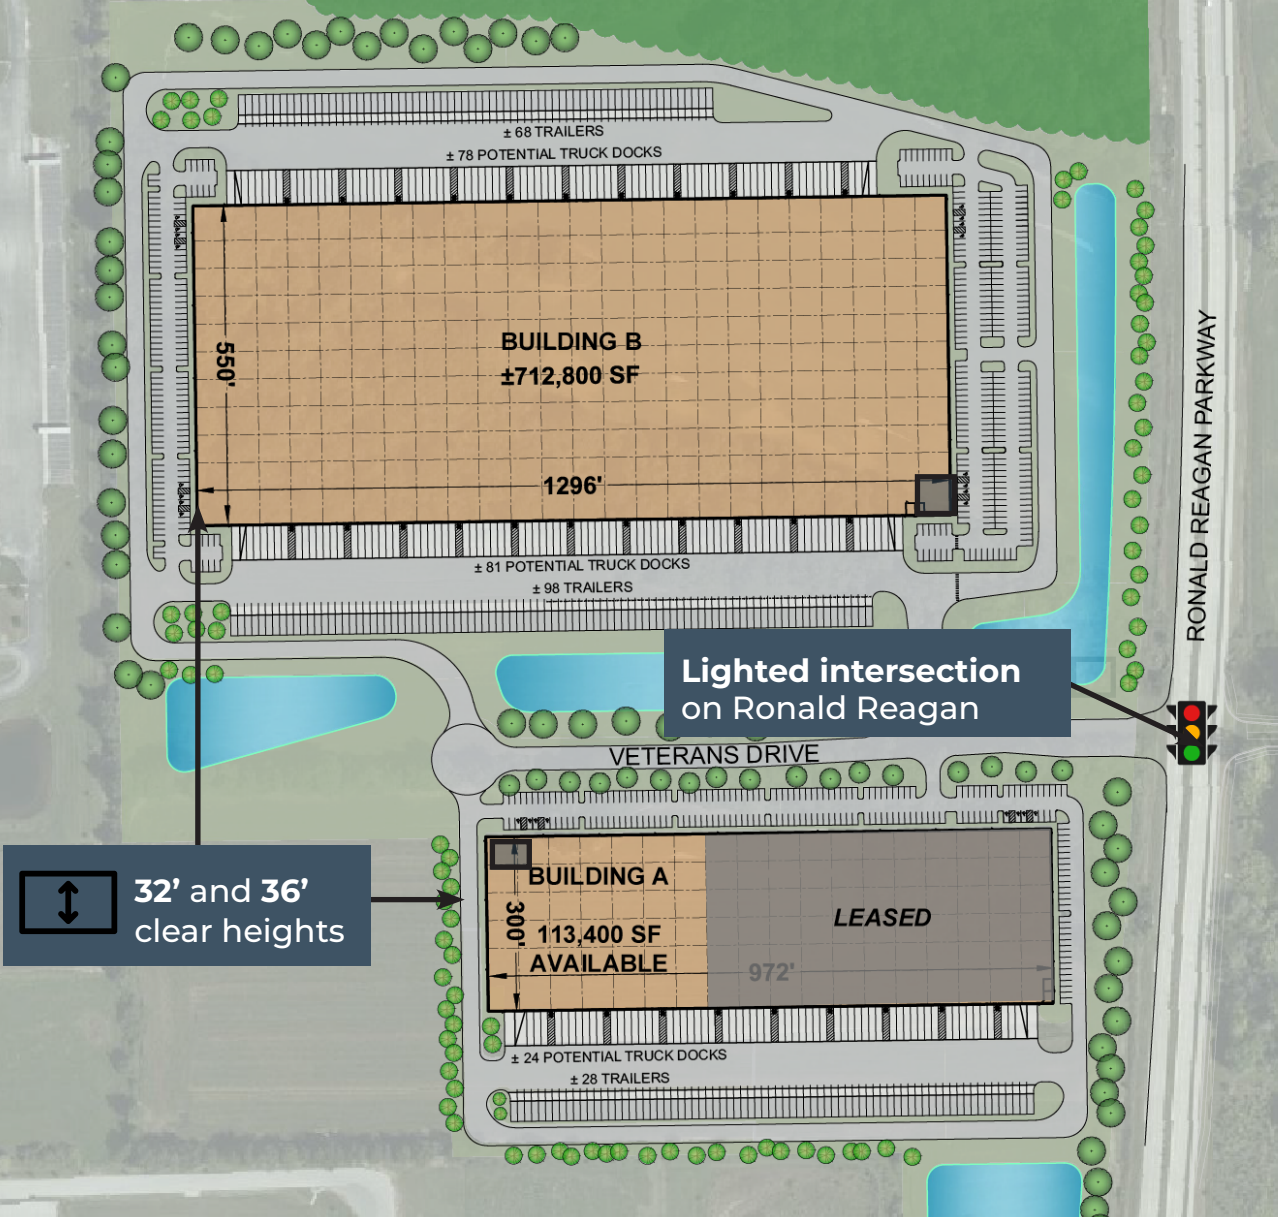 ± 68 TRAILERS
± 78 POTENTIAL TRUCK DOCKS
BUILDING B
±712,800 SF
550'
1296'
± 81 POTENTIAL TRUCK DOCKS
± 98 TRAILERS
RONALD REAGAN PARKWAY
Lighted intersection
on Ronald Reagan
VETERANS DRIVE
32’ and 36’
clear heights
BUILDING A
300'
113,400 SF
AVAILABLE
LEASED
972'
± 24 POTENTIAL TRUCK DOCKS
± 28 TRAILERS